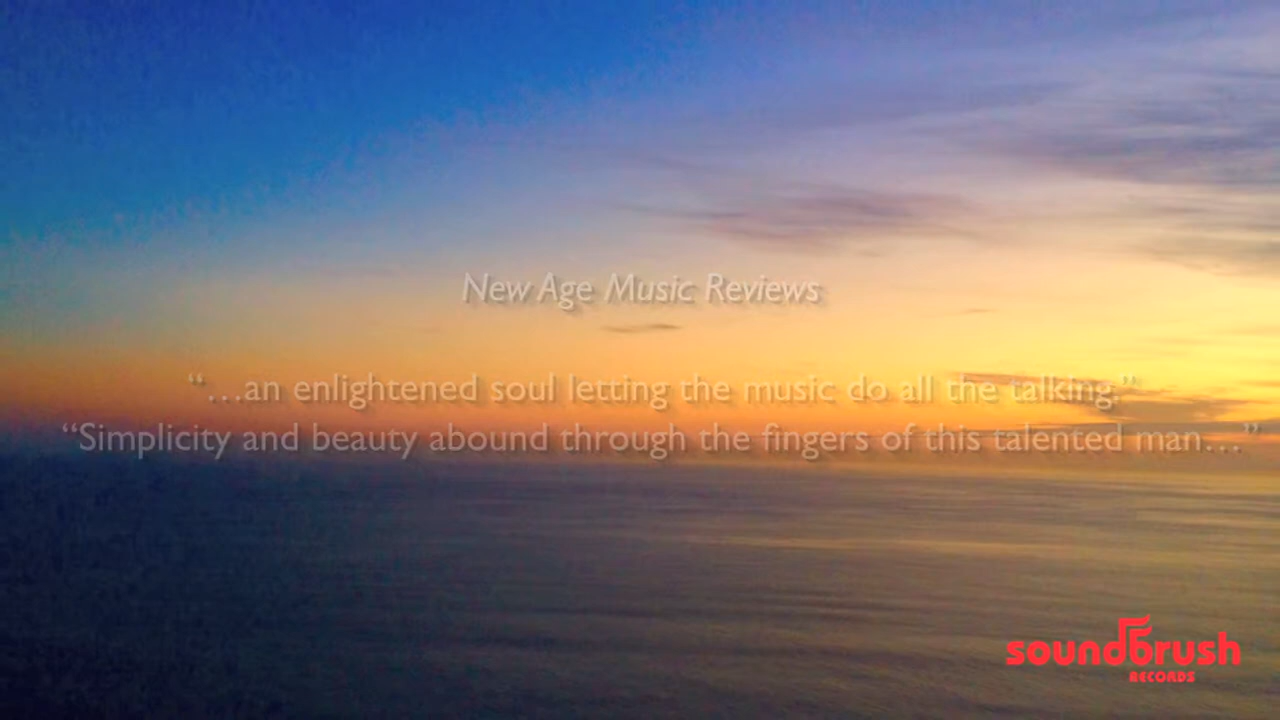 New Age Music Reviews
“...an enlightened soul letting the music do all the talking.”
“Simplicity and beauty abound through the fingers of this talented man...”
soundbrush
RECORDS